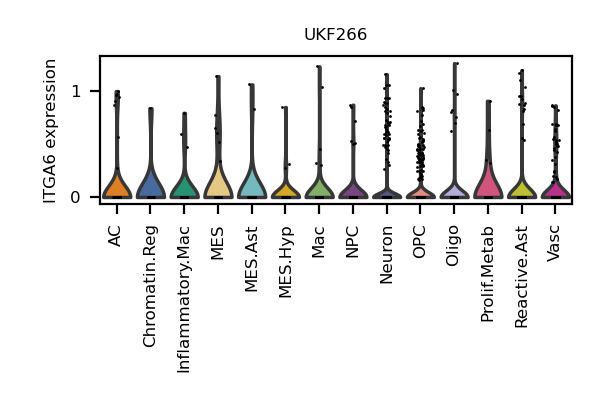 UKF266
ITGA6 expression
1
0
AC
Chromatin.Reg
Inflammatory.Mac
MES
MES.Ast
MES.Hyp
Mac
NPC
Neuron
OPC
Oligo
Prolif.Metab
Reactive.Ast
Vasc